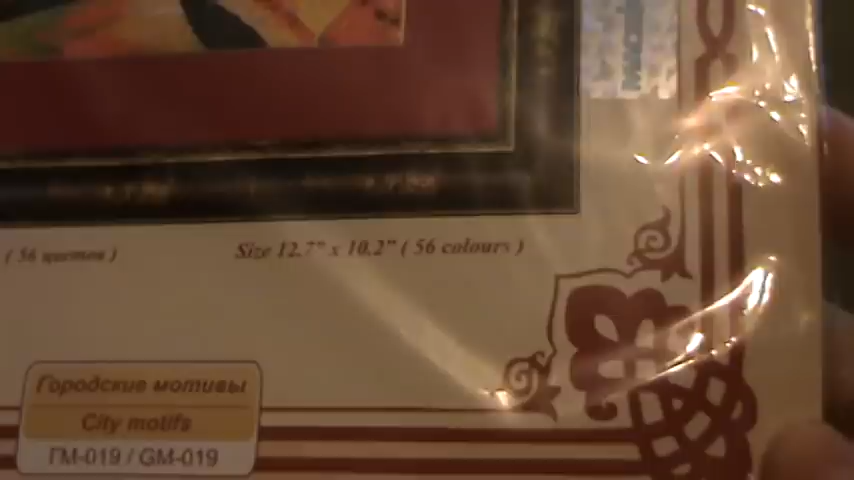 ( 56 цветов )
Size 12.7" x 10.2" ( 56 colours )
Городские мотивы
City motifs
ГМ-019 / GM-019